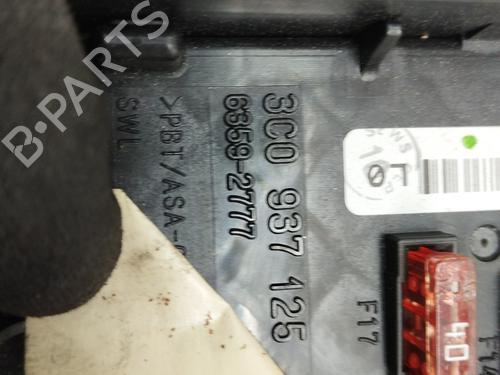 3C0 937 125
6359-2777
>PBT/ASA-
SWL
F17
40
B-PARTS